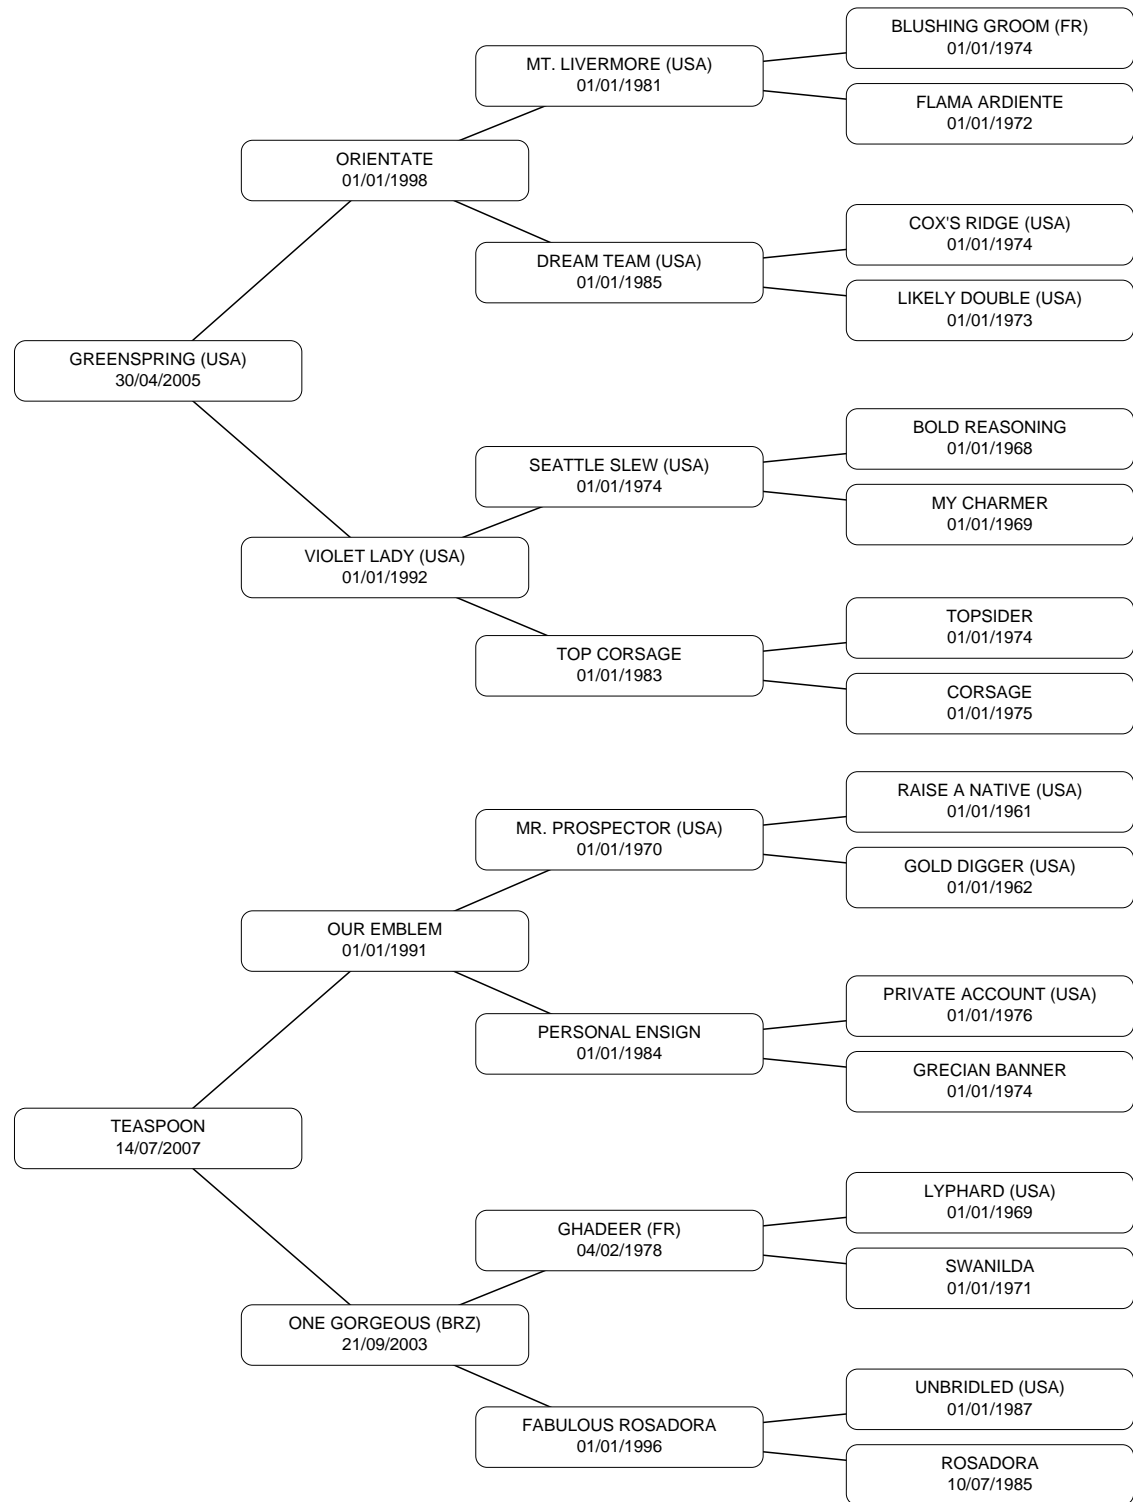 BLUSHING GROOM (FR)
01/01/1974
MT. LIVERMORE (USA)
01/01/1981
FLAMA ARDIENTE
01/01/1972
ORIENTATE
01/01/1998
COX'S RIDGE (USA)
01/01/1974
DREAM TEAM (USA)
01/01/1985
LIKELY DOUBLE (USA)
01/01/1973
GREENSPRING (USA)
30/04/2005
BOLD REASONING
01/01/1968
SEATTLE SLEW (USA)
01/01/1974
MY CHARMER
01/01/1969
VIOLET LADY (USA)
01/01/1992
TOPSIDER
01/01/1974
TOP CORSAGE
01/01/1983
CORSAGE
01/01/1975
RAISE A NATIVE (USA)
01/01/1961
MR. PROSPECTOR (USA)
01/01/1970
GOLD DIGGER (USA)
01/01/1962
OUR EMBLEM
01/01/1991
PRIVATE ACCOUNT (USA)
01/01/1976
PERSONAL ENSIGN
01/01/1984
GRECIAN BANNER
01/01/1974
TEASPOON
14/07/2007
LYPHARD (USA)
01/01/1969
GHADEER (FR)
04/02/1978
SWANILDA
01/01/1971
ONE GORGEOUS (BRZ)
21/09/2003
UNBRIDLED (USA)
01/01/1987
FABULOUS ROSADORA
01/01/1996
ROSADORA
10/07/1985